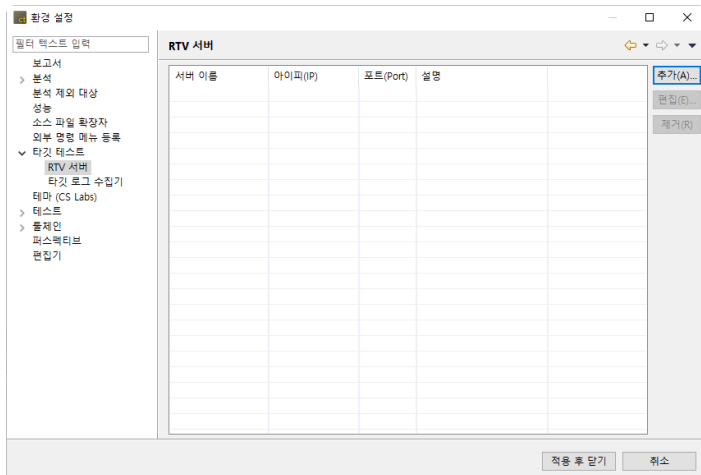 환경 설정
필터 텍스트 입력
보고서
분석
분석 제외 대상
성능
소스 파일 확장자
외부 명령 메뉴 등록
타깃 테스트
RTV 서버
타깃 로그 수집기
테마 (CS Labs)
테스트
툴체인
퍼스펙티브
편집기
RTV 서버
서버 이름 아이피(IP) 포트(Port) 설명
추가(A)...
편집(E)...
제거(R)
적용 후 닫기 취소